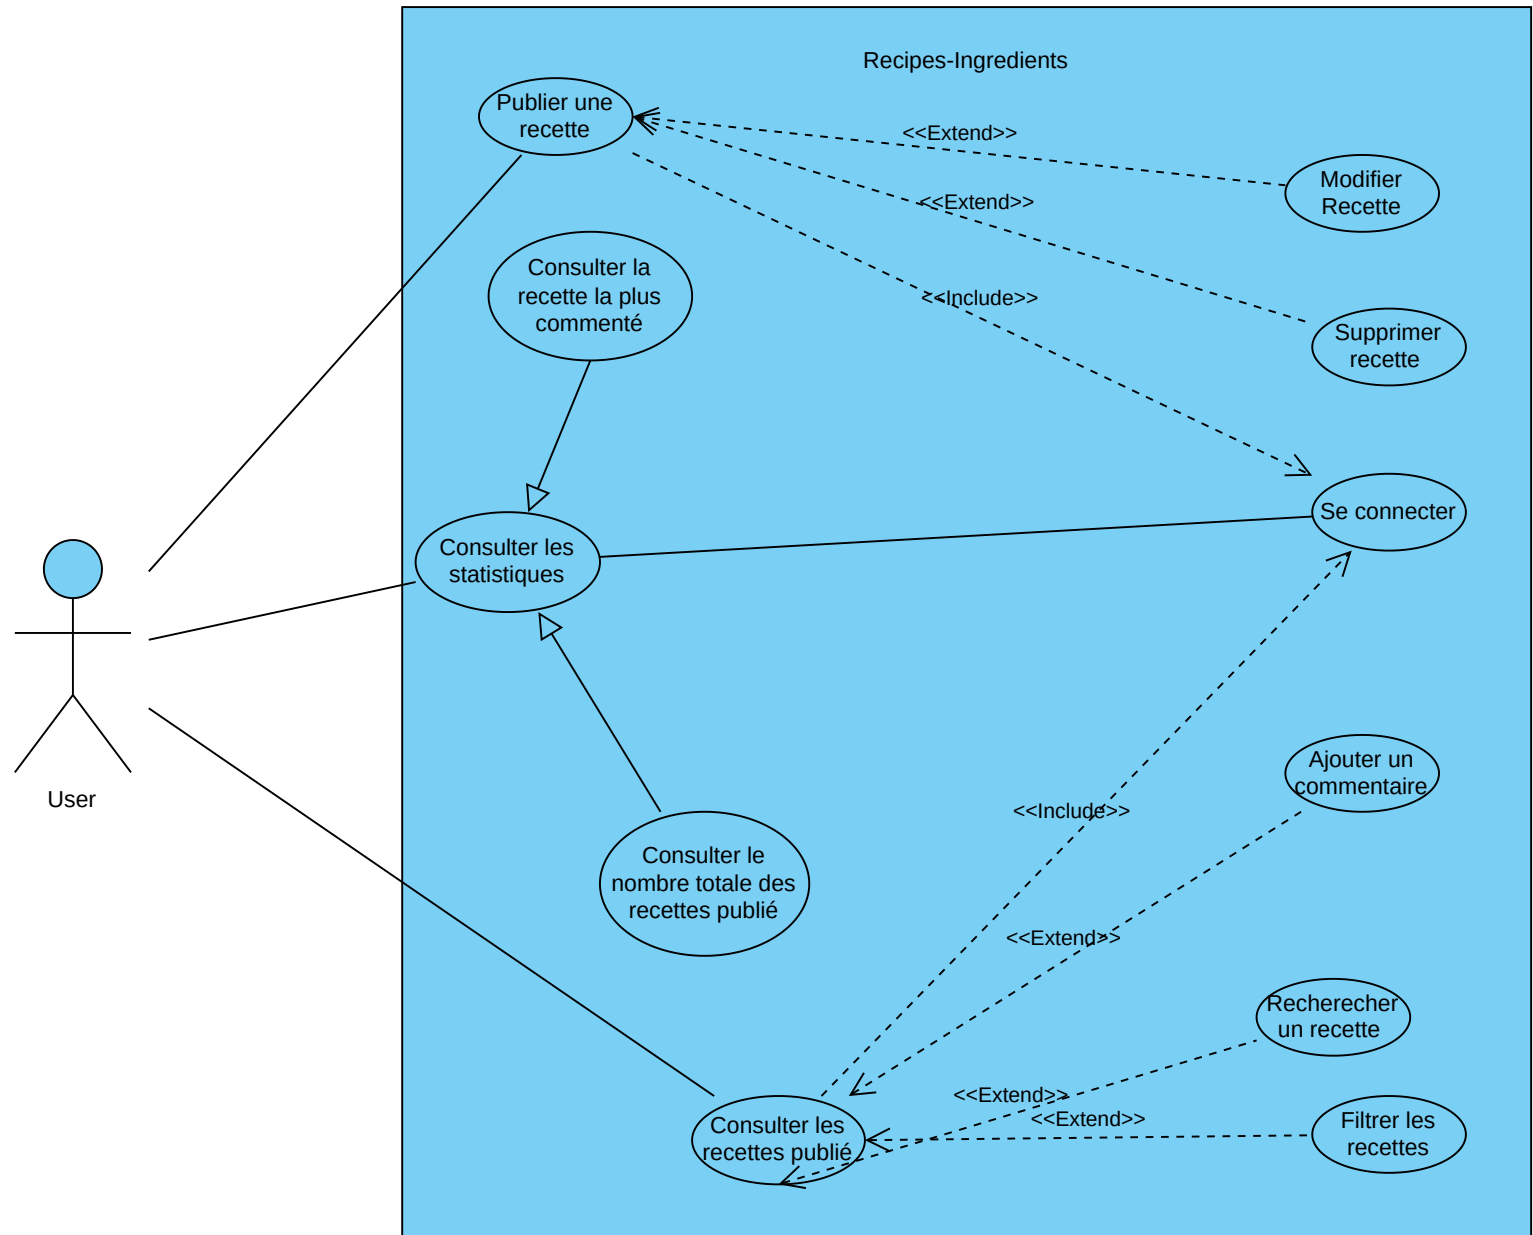 Recipes-Ingredients
Publier une
recette
<<Extend>>
Modifier
Recette
<<Extend>>
Consulter la
recette la plus
commenté
<<Include>>
Supprimer
recette
Se connecter
Consulter les
statistiques
User
Ajouter un
commentaire
<<Include>>
Consulter le
nombre totale des
recettes publié
<<Extend>>
Recherecher
un recette
<<Extend>>
<<Extend>>
Consulter les
recettes publié
Filtrer les
recettes